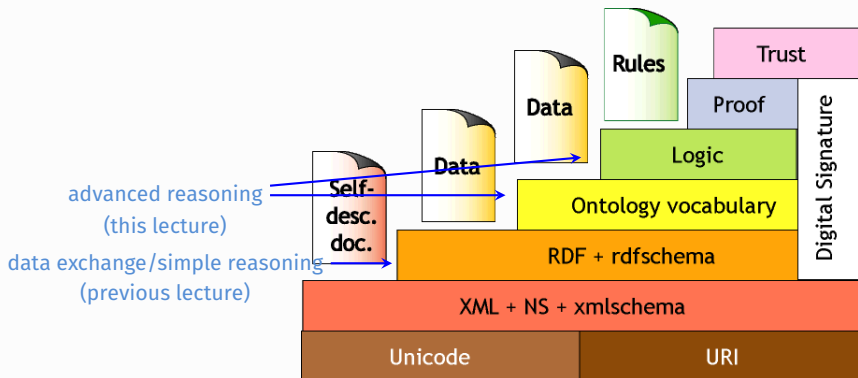 Rules
Trust
Data
Proof
Data
Logic
Self-
desc.
doc.
advanced reasoning
(this lecture)
Ontology vocabulary
Digital Signature
data exchange/simple reasoning
(previous lecture)
RDF + rdfschema
XML + NS + xmlschema
Unicode
URI